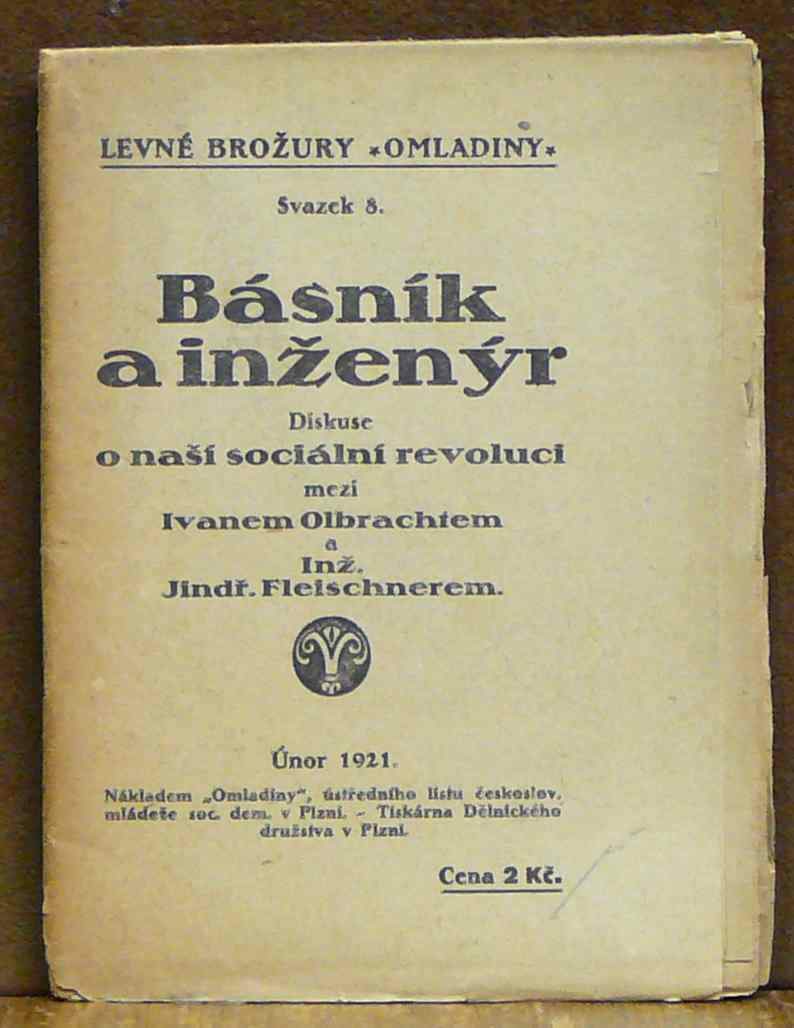 LEVNÉ BROŽURY *OMLADINY*
Svazek 8.
Básník
a inženýr
Diskuse
o naší sociální revoluci
mezi
Ivanem Olbrachtem
a
Inž.
Jindř. Fleischnerem.
Únor 1921.
Nákladem „Omladiny“, ústředního listu českoslov.
mládeže soc. dem. v Plzni. - Tiskárna Dělnického
družstva v Plzni.
Cena 2 Kč.